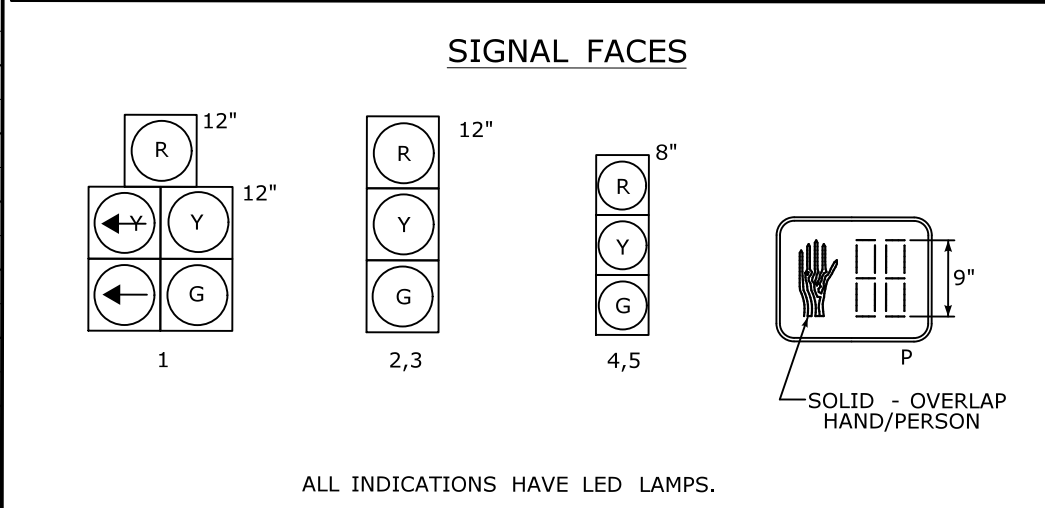 SIGNAL FACES
R
12"
Y
Y
12"
G
1
R
12"
Y
G
2,3
R
8"
Y
G
4,5
9"
P
SOLID - OVERLAP
HAND/PERSON
ALL INDICATIONS HAVE LED LAMPS.